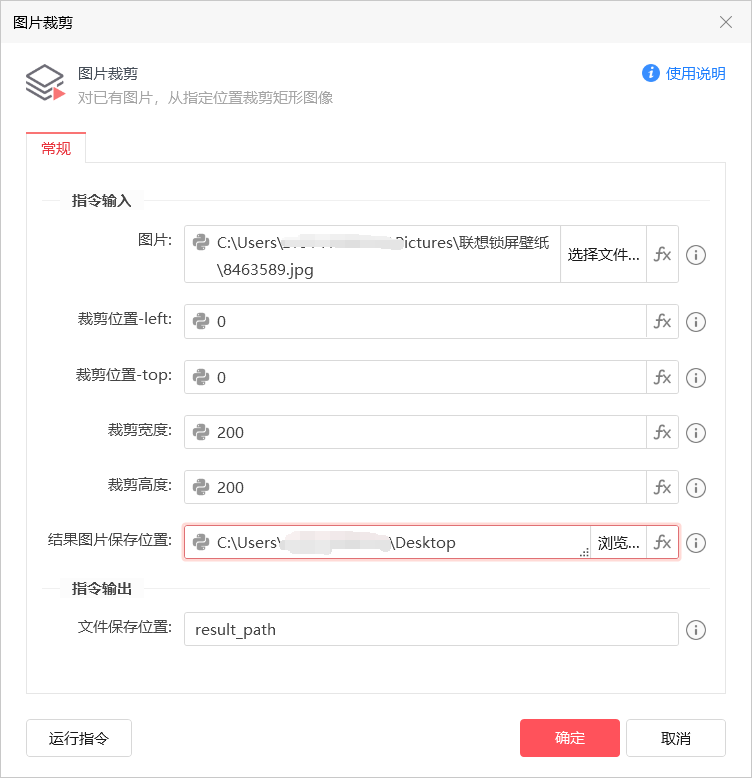 图片裁剪
图片裁剪
使用说明
对已有图片，从指定位置裁剪矩形图像
常规
指令输入
图片:
C:\Users\ Pictures\联想锁屏壁纸
\8463589.jpg
选择文件...
fx
裁剪位置-left:
0
fx
裁剪位置-top:
0
fx
裁剪宽度:
200
fx
裁剪高度:
200
fx
结果图片保存位置:
C:\Users\ \Desktop
浏览...
fx
指令输出
文件保存位置:
result_path
运行指令
确定
取消